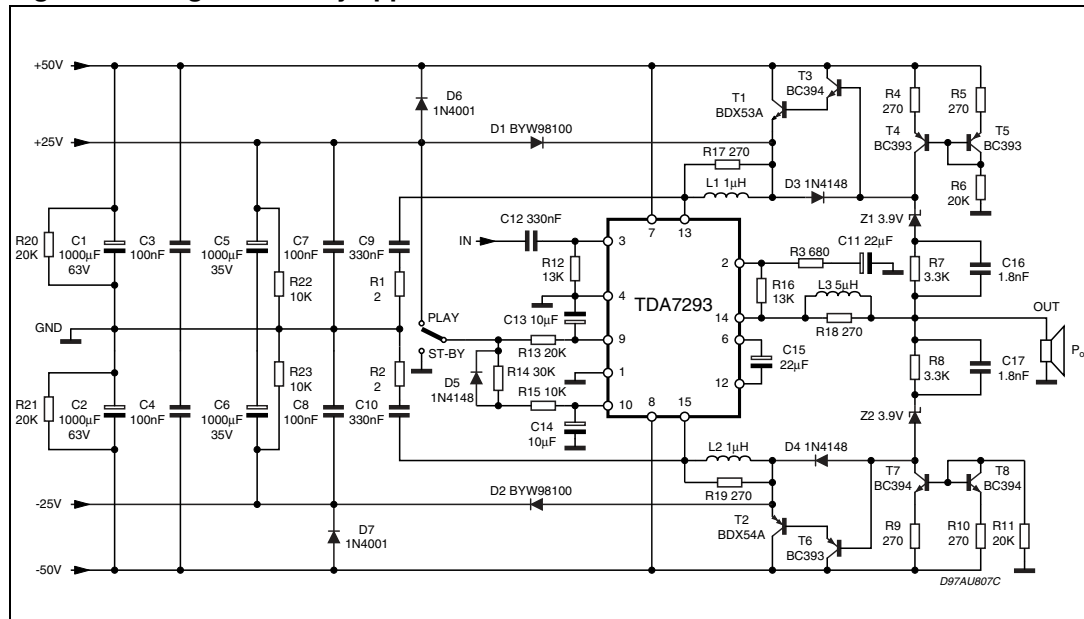 +50V
+25V
GND
-25V
-50V
R20
20K
C1
1000μF
63V
C3
100nF
C5
1000μF
35V
R22
10K
C7
100nF
C9
330nF
R1
2
R21
20K
C2
1000μF
63V
C4
100nF
C6
1000μF
35V
R23
10K
C8
100nF
R2
2
C10
330nF
D6
1N4001
D1 BYW98100
D7
1N4001
D2 BYW98100
PLAY
ST-BY
IN
C12 330nF
R12
13K
C13 10μF
R13 20K
R14 30K
D5
1N4148
R15 10K
C14
10μF
TDA7293
3
4
9
1
10
7
13
8
15
2
14
6
12
R17 270
L1 1μH
D3 1N4148
T1
BDX53A
T3
BC394
R4
270
R5
270
T4
BC393
T5
BC393
R6
20K
Z1 3.9V
R3 680
C11 22μF
R16
13K
L3 5μH
R18 270
C15
22μF
R7
3.3K
C16
1.8nF
OUT
Po
R8
3.3K
C17
1.8nF
Z2 3.9V
L2 1μH
D4 1N4148
R19 270
T2
BDX54A
T6
BC393
T7
BC394
T8
BC394
R9
270
R10
270
R11
20K
D97AU807C